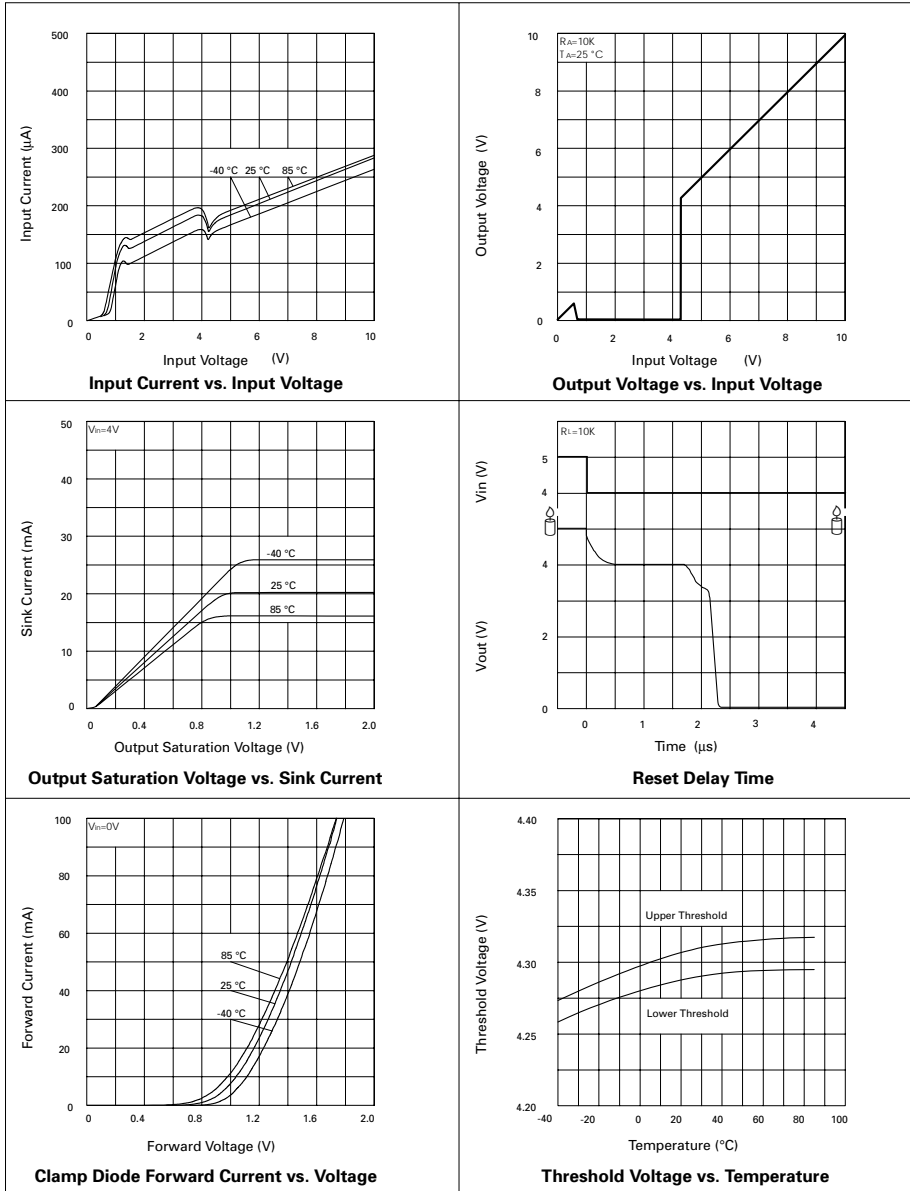 500
400
300
200
100
0
Input Current (µA)
-40 °C 25 °C 85 °C
0 2 4 6 8 10
Input Voltage (V)
Input Current vs. Input Voltage
RA=10K
TA=25 °C
10
8
6
4
2
0
Output Voltage (V)
0 2 4 6 8 10
Input Voltage (V)
Output Voltage vs. Input Voltage
Vin=4V
50
40
30
20
10
0
Sink Current (mA)
-40 °C
25 °C
85 °C
0 0.4 0.8 1.2 1.6 2.0
Output Saturation Voltage (V)
Output Saturation Voltage vs. Sink Current
RL=10K
5
4
Vin (V)
4
2
0
Vout (V)
0 1 2 3 4
Time (µs)
Reset Delay Time
Vin=0V
100
80
60
40
20
0
Forward Current (mA)
85 °C
25 °C
-40 °C
0 0.4 0.8 1.2 1.6 2.0
Forward Voltage (V)
Clamp Diode Forward Current vs. Voltage
4.40
4.35
4.30
4.25
4.20
Threshold Voltage (V)
Upper Threshold
Lower Threshold
-40 -20 0 20 40 60 80 100
Temperature (°C)
Threshold Voltage vs. Temperature